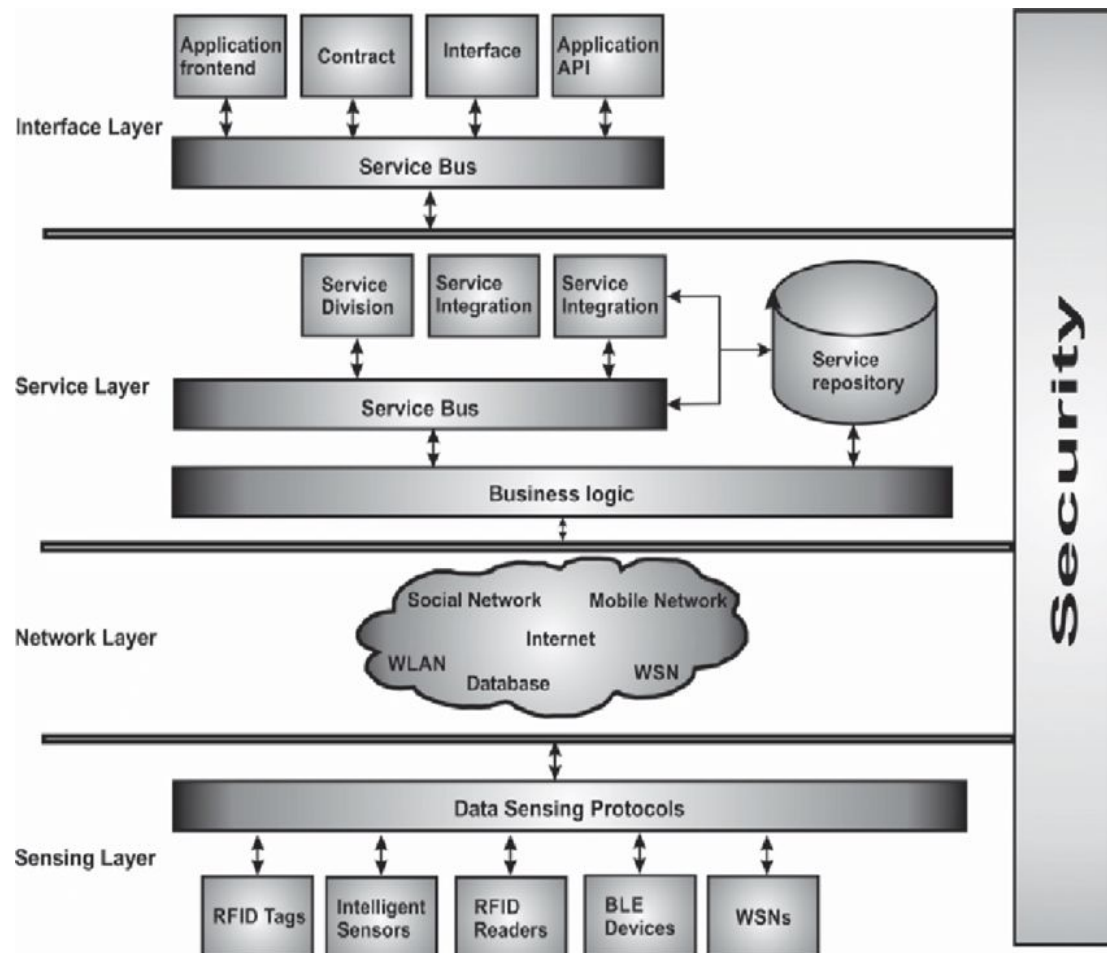 Application
frontend
Contract
Interface
Application
API
Interface Layer
Service Bus
Service
Division
Service
Integration
Service
Integration
Service
repository
Service Layer
Service Bus
Business logic
Social Network
Mobile Network
Internet
Network Layer
WLAN
WSN
Database
Data Sensing Protocols
Sensing Layer
RFID Tags
Intelligent
Sensors
RFID
Readers
BLE
Devices
WSNs
Security